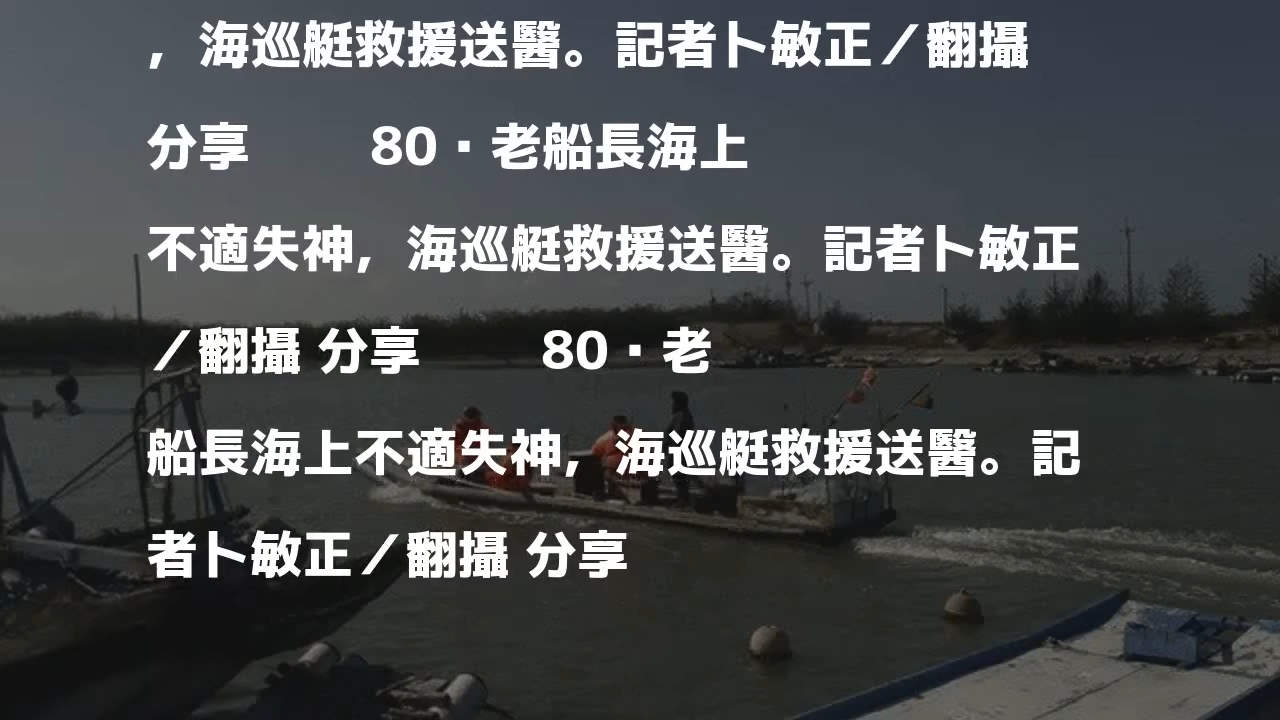 ，海巡艇救援送醫。記者卜敏正／翻攝
分享 80·老船長海上
不適失神，海巡艇救援送醫。記者卜敏正
／翻攝 分享 80·老
船長海上不適失神，海巡艇救援送醫。記
者卜敏正／翻攝 分享